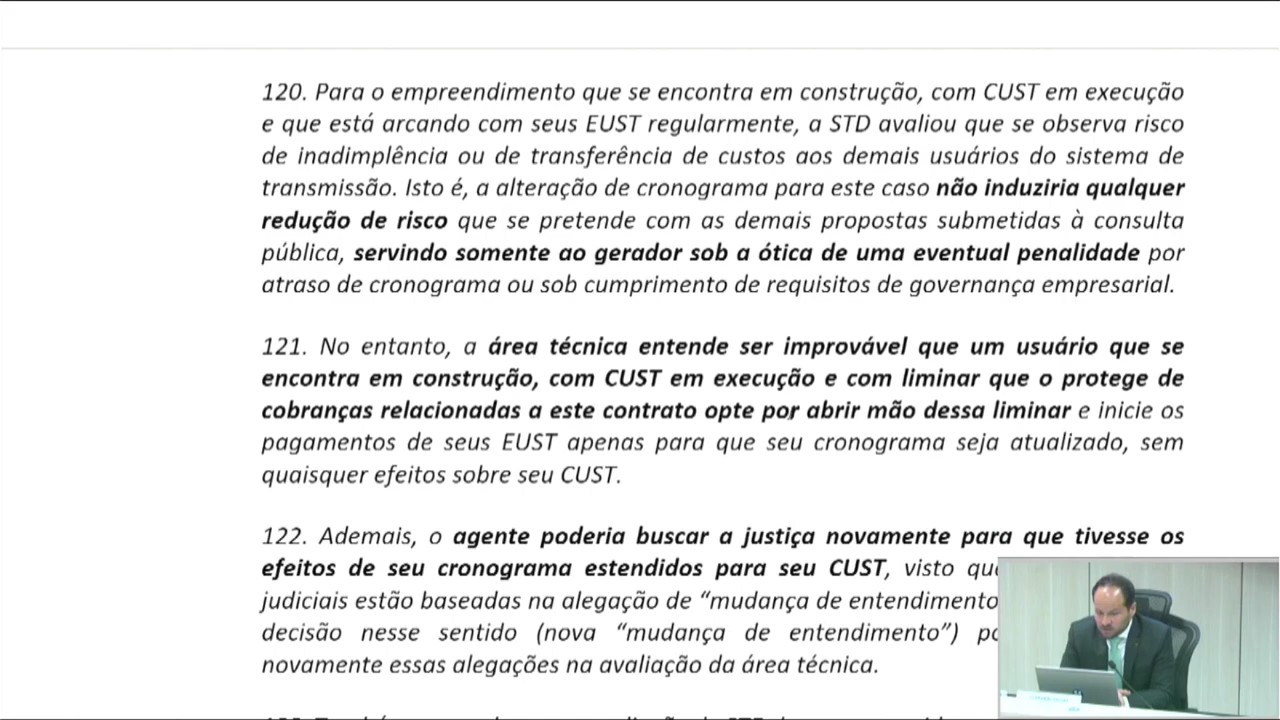 120. Para o empreendimento que se encontra em construção, com CUST em execução
e que está arcando com seus EUST regularmente, a STD avaliou que se observa risco
de inadimplência ou de transferência de custos aos demais usuários do sistema de
transmissão. Isto é, a alteração de cronograma para este caso não induziria qualquer
redução de risco que se pretende com as demais propostas submetidas à consulta
pública, servindo somente ao gerador sob a ótica de uma eventual penalidade por
atraso de cronograma ou sob cumprimento de requisitos de governança empresarial.
121. No entanto, a área técnica entende ser improvável que um usuário que se
encontra em construção, com CUST em execução e com liminar que o protege de
cobranças relacionadas a este contrato opte por abrir mão dessa liminar e inicie os
pagamentos de seus EUST apenas para que seu cronograma seja atualizado, sem
quaisquer efeitos sobre seu CUST.
122. Ademais, o agente poderia buscar a justiça novamente para que tivesse os
efeitos de seu cronograma estendidos para seu CUST, visto
judiciais estão baseadas na alegação de “mudança de entendimento
decisão nesse sentido (nova “mudança de entendimento”)
novamente essas alegações na avaliação da área técnica.